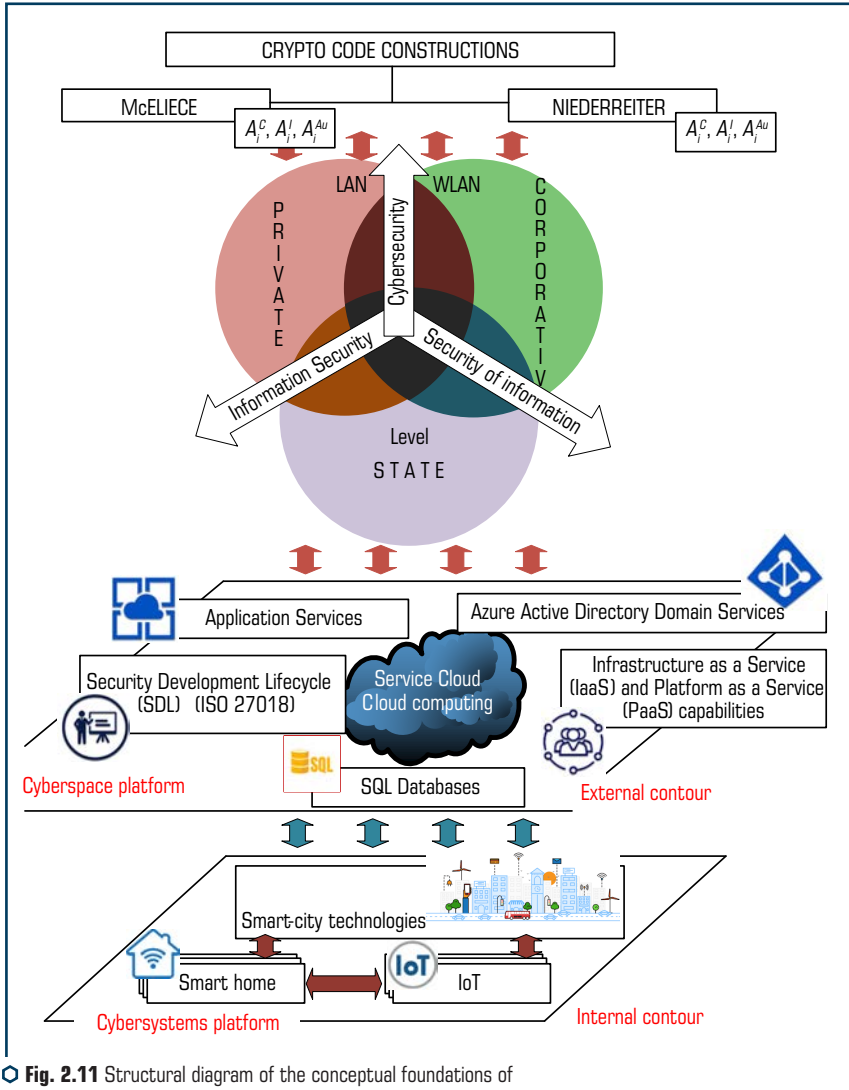 CRYPTO CODE CONSTRUCTIONS
McELIECE
NIEDERREITER
A_i^C, A_i^I, A_i^Au
A_i^C, A_i^I, A_i^Au
LAN
WLAN
PRIVATE
CORPORATIV
Cybersecurity
Information Security
Security of information
Level
STATE
Application Services
Azure Active Directory Domain Services
Security Development Lifecycle
(SDL) (ISO 27018)
Service Cloud
Cloud computing
Infrastructure as a Service
(IaaS) and Platform as a Service
(PaaS) capabilities
SQL
SQL Databases
Cyberspace platform
External contour
Smart-city technologies
Smart home
IoT
IoT
Cybersystems platform
Internal contour
Fig. 2.11 Structural diagram of the conceptual foundations of